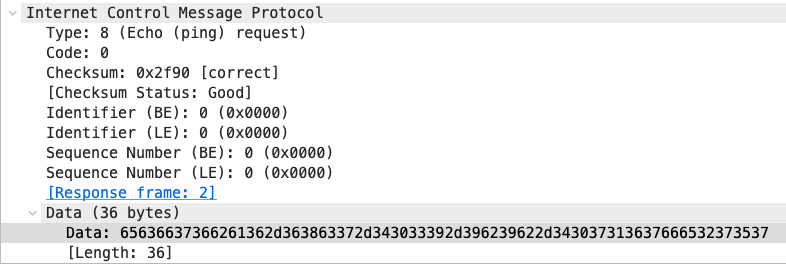 Internet Control Message Protocol
Type: 8 (Echo (ping) request)
Code: 0
Checksum: 0x2f90 [correct]
[Checksum Status: Good]
Identifier (BE): 0 (0x0000)
Identifier (LE): 0 (0x0000)
Sequence Number (BE): 0 (0x0000)
Sequence Number (LE): 0 (0x0000)
[Response frame: 2]
Data (36 bytes)
Data: 65636637366261362d363863372d343033392d396239622d343037313637666532373537
[Length: 36]